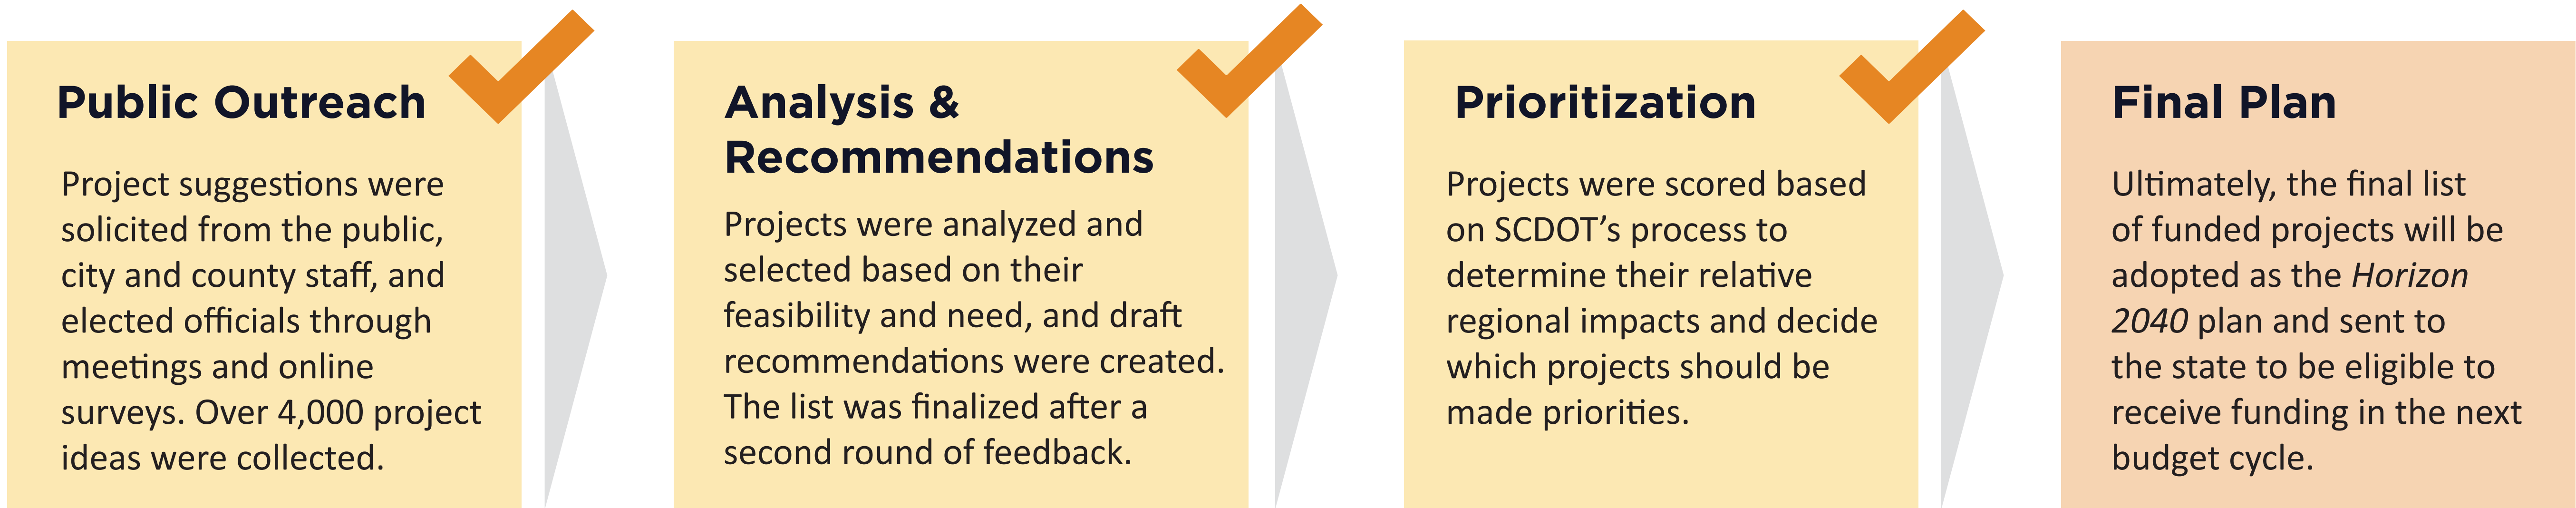 Public Outreach
Project suggestions were
solicited from the public,
city and county staff, and
elected officials through
meetings and online
surveys. Over 4,000 project
ideas were collected.
Analysis &
Recommendations
Projects were analyzed and
selected based on their
feasibility and need, and draft
recommendations were created.
The list was finalized after a
second round of feedback.
Prioritization
Projects were scored based
on SCDOT’s process to
determine their relative
regional impacts and decide
which projects should be
made priorities.
Final Plan
Ultimately, the final list
of funded projects will be
adopted as the Horizon
2040 plan and sent to
the state to be eligible to
receive funding in the next
budget cycle.